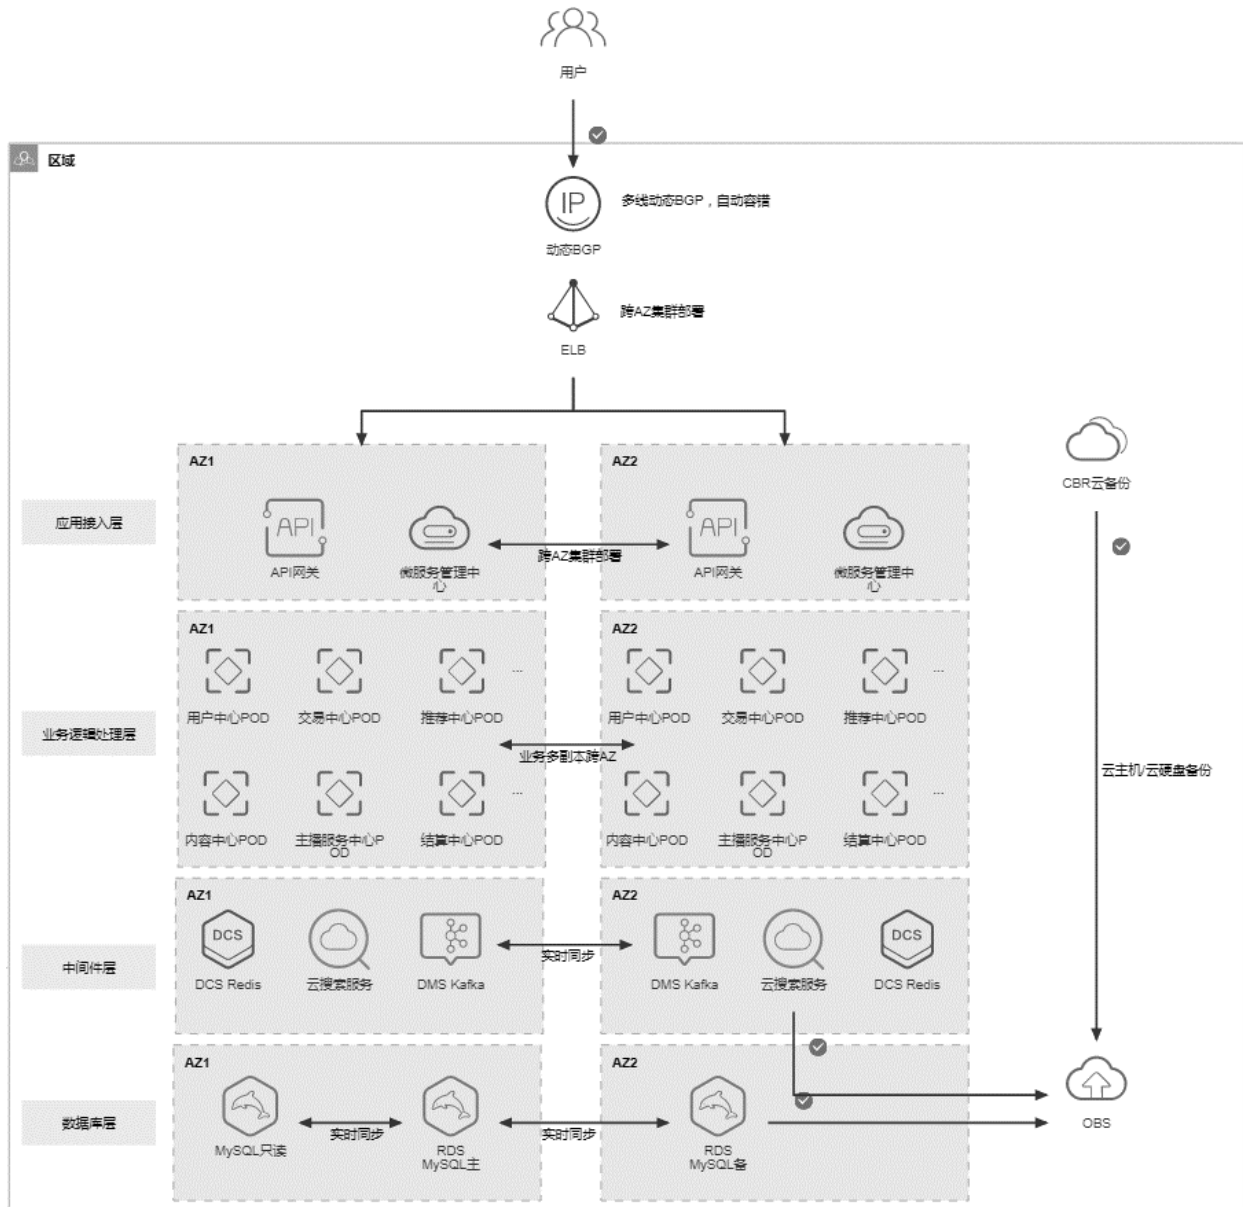 用户
区域
IP
多线动态BGP，自动容错
动态BGP
跨AZ集群部署
ELB
AZ1
AZ2
CBR云备份
应用接入层
API
API
API网关
微服务管理中
心
跨AZ集群部署
API网关
微服务管理中
心
AZ1
AZ2
...
...
用户中心POD
交易中心POD
推荐中心POD
用户中心POD
交易中心POD
推荐中心POD
业务逻辑处理层
业务多副本跨AZ
云主机/云硬盘备份
...
...
内容中心POD
主播服务中心P
OD
结算中心POD
内容中心POD
主播服务中心P
OD
结算中心POD
AZ1
AZ2
DCS
DCS
中间件层
实时同步
DCS Redis
云搜索服务
DMS Kafka
DMS Kafka
云搜索服务
DCS Redis
AZ1
AZ2
数据库层
实时同步
实时同步
OBS
MySQL只读
RDS
MySQL主
RDS
MySQL备